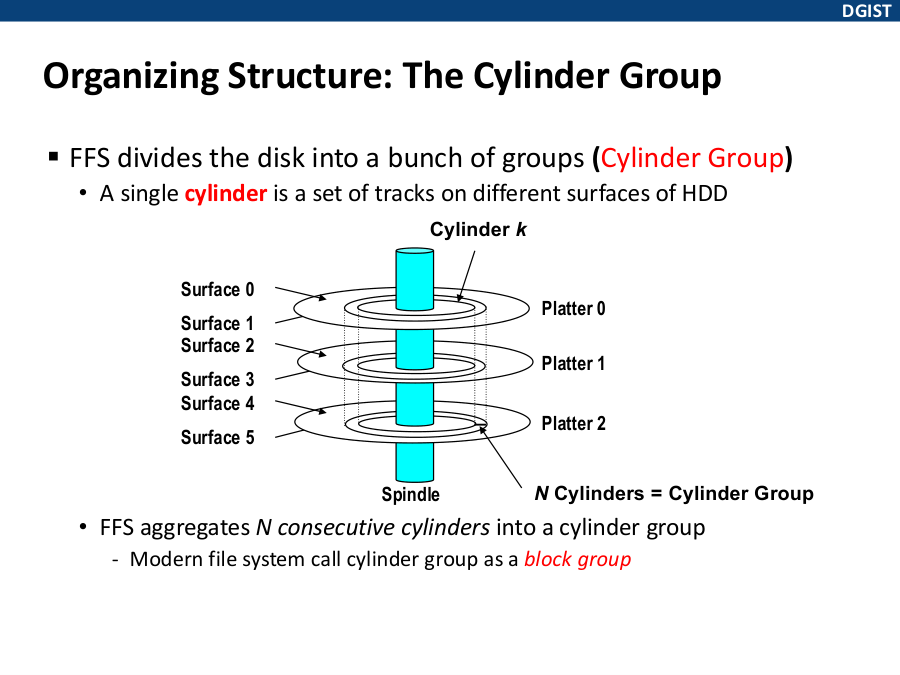 DGIST
Organizing Structure: The Cylinder Group
▪ FFS divides the disk into a bunch of groups (Cylinder Group)
• A single cylinder is a set of tracks on different surfaces of HDD
Cylinder k
Surface 0
Platter 0
Surface 1
Surface 2
Platter 1
Surface 3
Surface 4
Platter 2
Surface 5
Spindle
N Cylinders = Cylinder Group
• FFS aggregates N consecutive cylinders into a cylinder group
- Modern file system call cylinder group as a block group